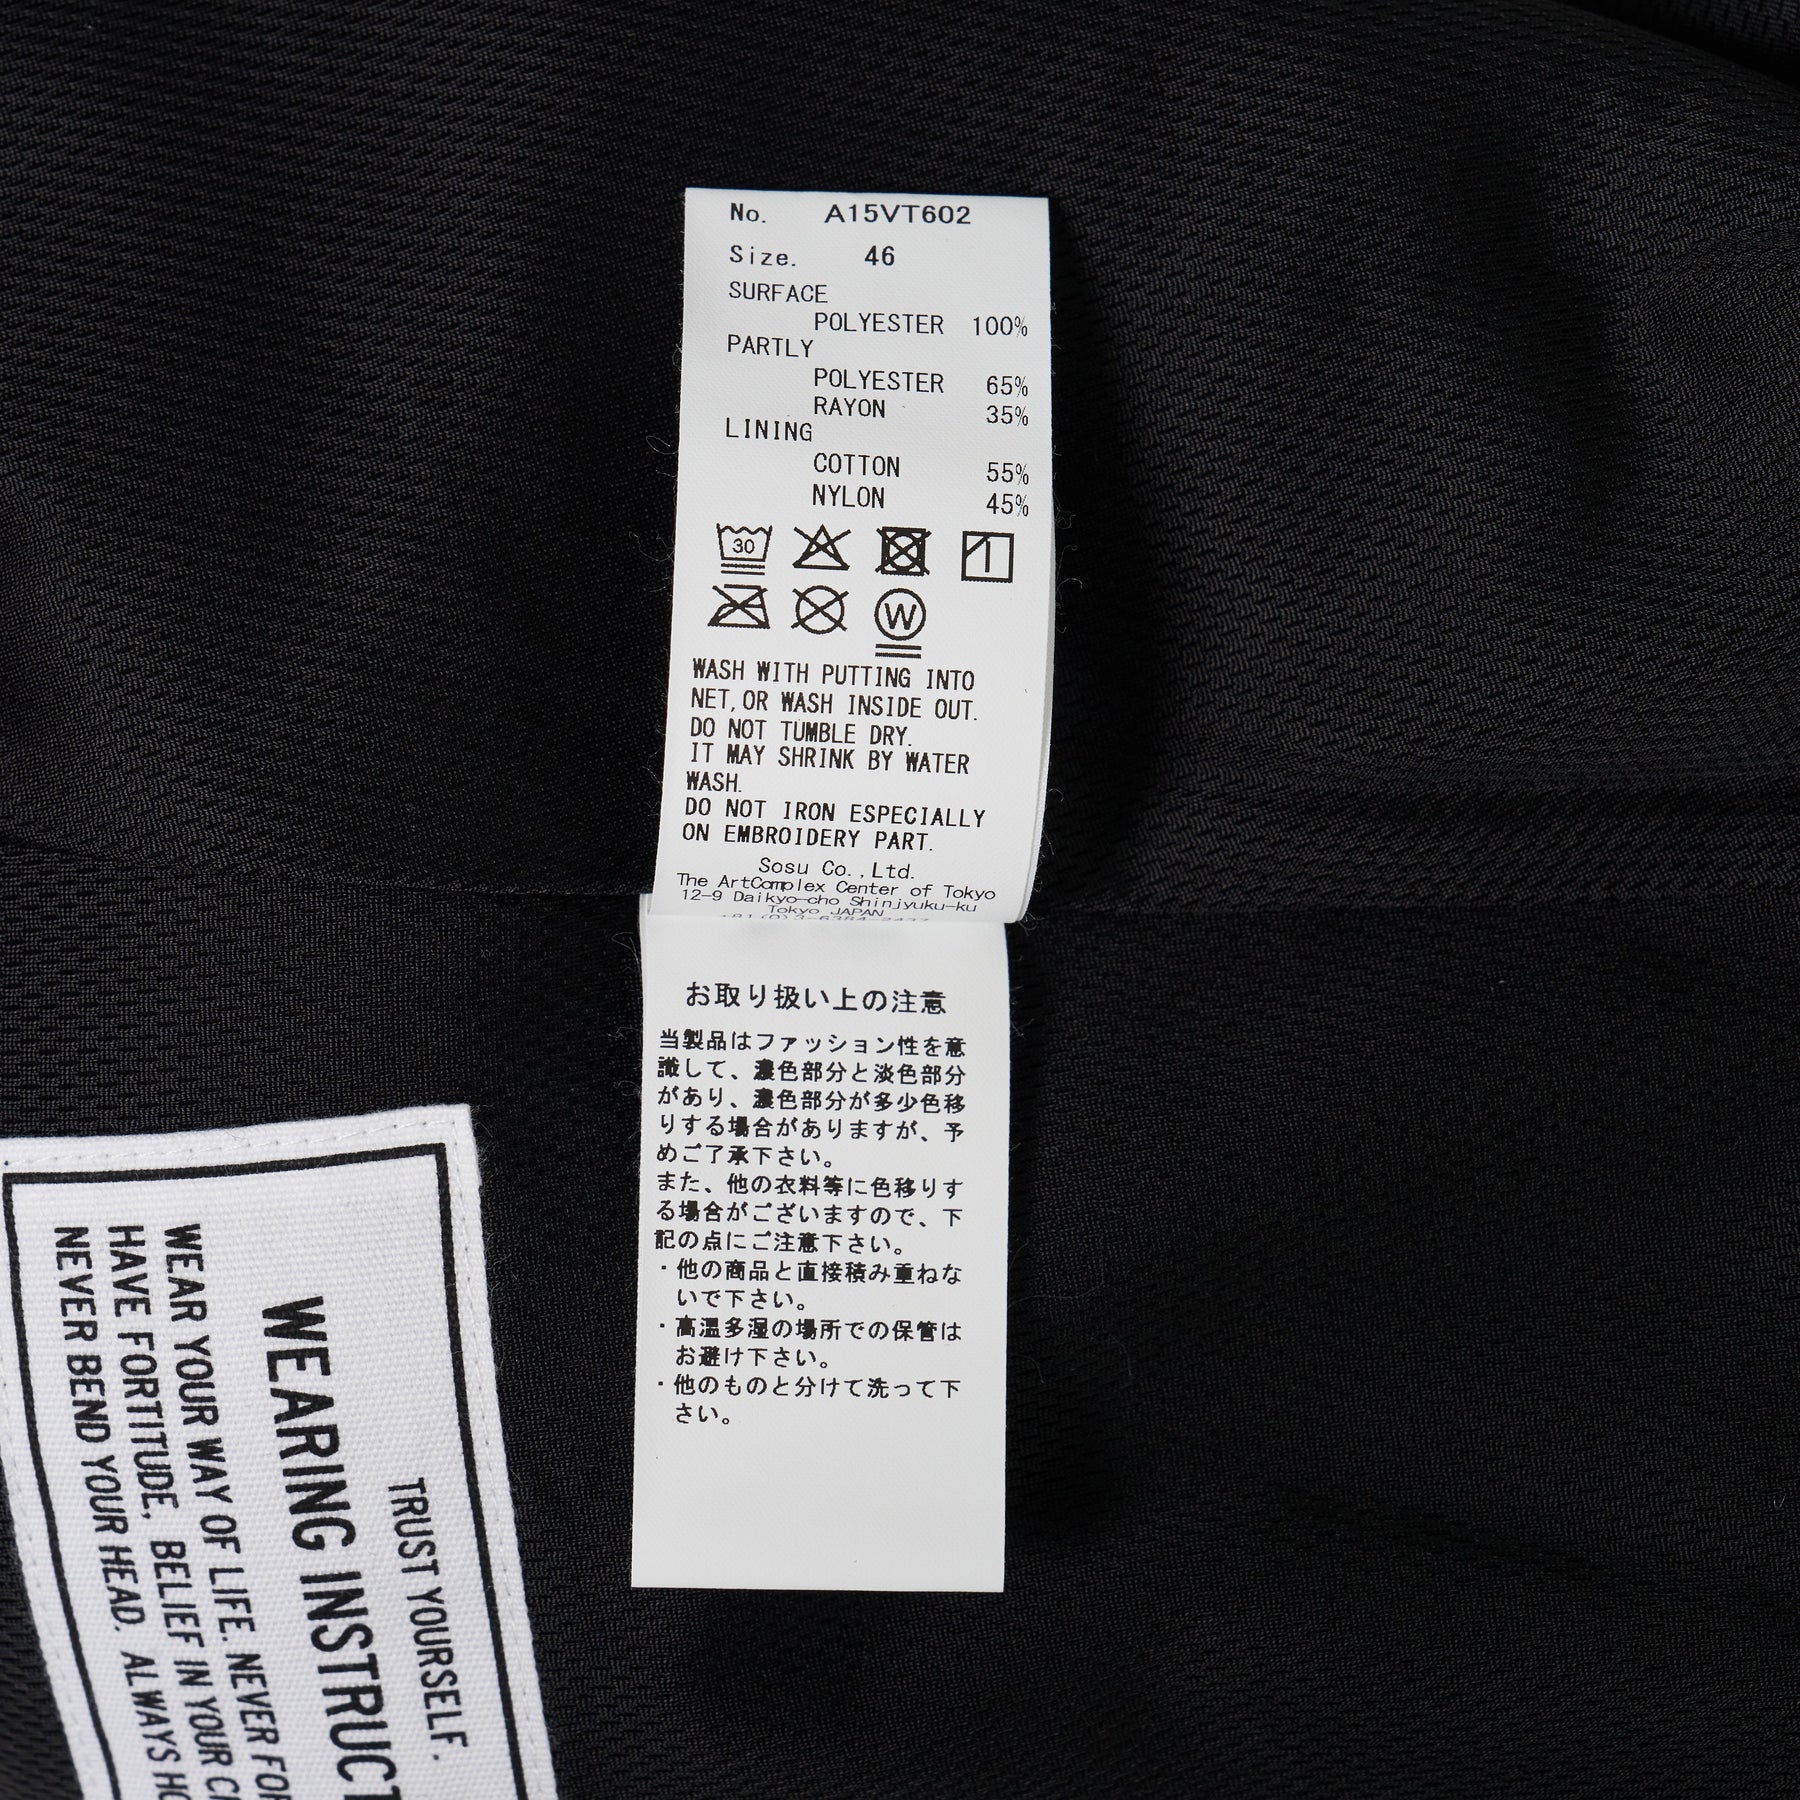 No. A15VT602
Size. 46
SURFACE
POLYESTER 100%
PARTLY
POLYESTER 65%
RAYON 35%
LINING
COTTON 55%
NYLON 45%
30
W
WASH WITH PUTTING INTO
NET,OR WASH INSIDE OUT.
DO NOT TUMBLE DRY.
IT MAY SHRINK BY WATER
WASH.
DO NOT IRON ESPECIALLY
ON EMBROIDERY PART.
Sosu Co.,Ltd.
The ArtComplex Center of Tokyo
12-9 Daikyo-cho Shinjyuku-ku
Tokyo JAPAN
お取り扱い上の注意
当製品はファッション性を意
識して、濃色部分と淡色部分
があり、濃色部分が多少色移
りする場合がありますが、予
めご了承下さい。
また、他の衣料等に色移りす
る場合がございますので、下
記の点にご注意下さい。
・他の商品と直接積み重ねな
いで下さい。
・高温多湿の場所での保管は
お避け下さい。
・他のものと分けて洗って下
さい。
TRUST YOURSELF.
WEARING INSTRUCT
WEAR YOUR WAY OF LIFE. NEVER FOR
HAVE FORTITUDE, BELIEF IN YOUR CA
NEVER BEND YOUR HEAD. ALWAYS HO